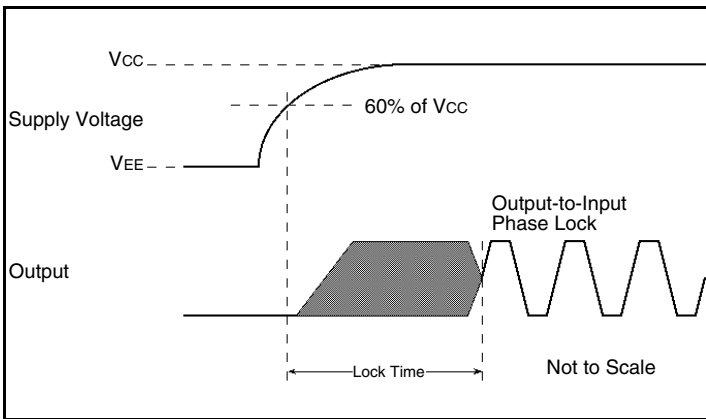 VCC
60% of VCC
Supply Voltage
VEE
Output-to-Input
Phase Lock
Output
Lock Time
Not to Scale